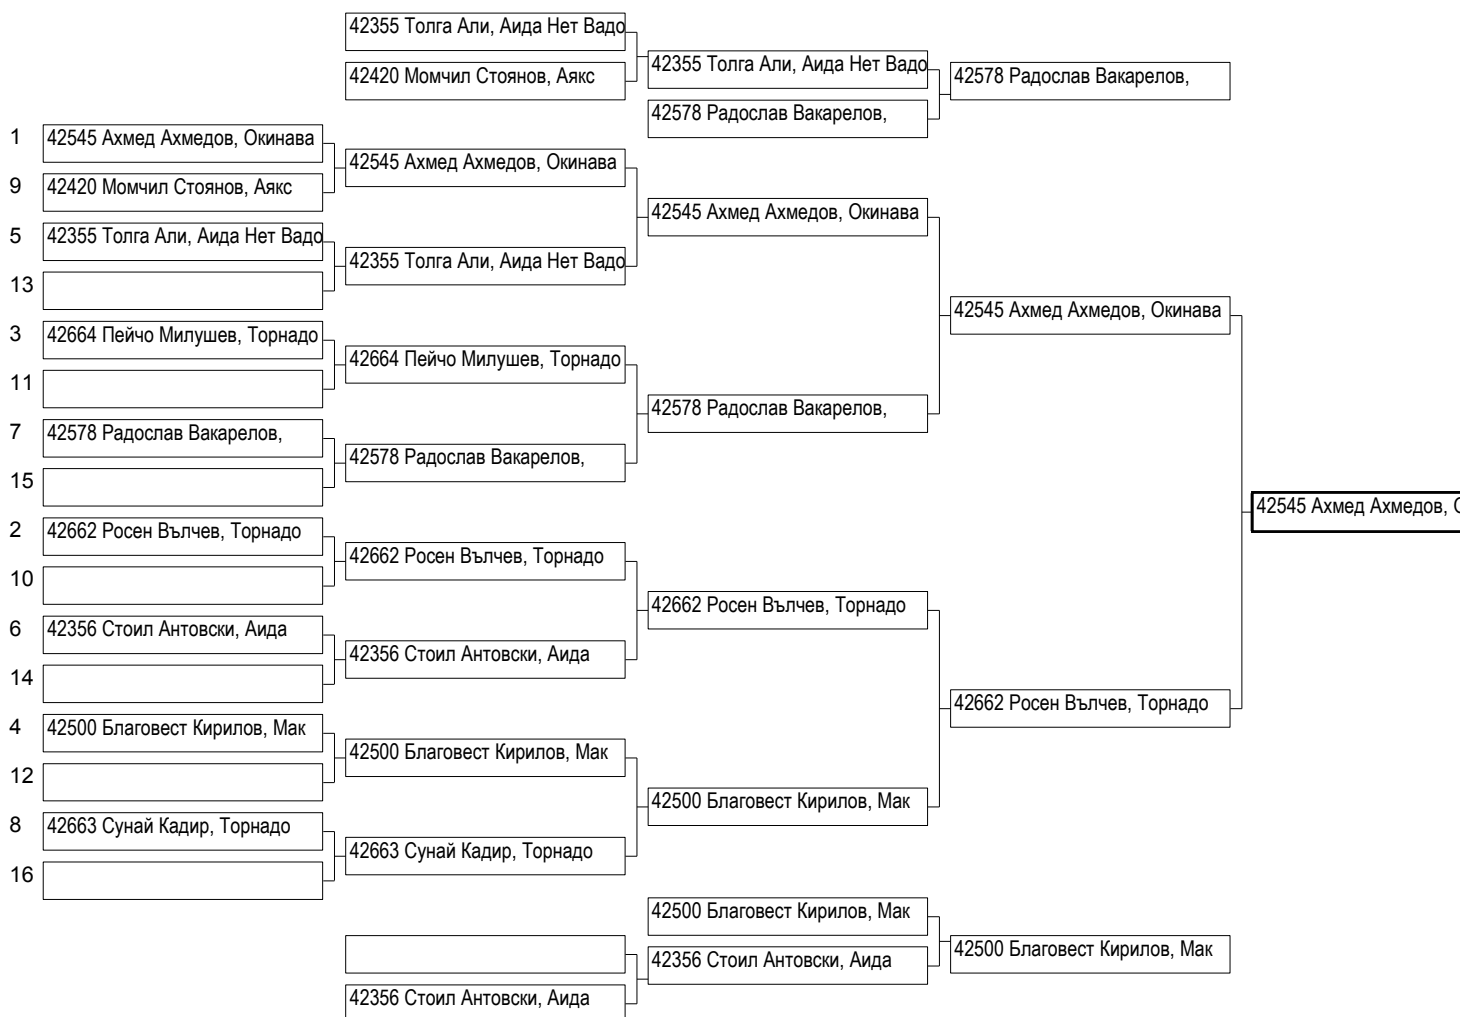 42355 Толга Али, Аида Нет Вадо
42420 Момчил Стоянов, Аякс
42355 Толга Али, Аида Нет Вадо
42578 Радослав Вакарелов,
42578 Радослав Вакарелов,
1 42545 Ахмед Ахмедов, Окинава
9 42420 Момчил Стоянов, Аякс
5 42355 Толга Али, Аида Нет Вадо
13
3 42664 Пейчо Милушев, Торнадо
11
7 42578 Радослав Вакарелов,
15
2 42662 Росен Вълчев, Торнадо
10
6 42356 Стоил Антовски, Аида
14
4 42500 Благовест Кирилов, Мак
12
8 42663 Сунай Кадир, Торнадо
16
42545 Ахмед Ахмедов, Окинава
42355 Толга Али, Аида Нет Вадо
42664 Пейчо Милушев, Торнадо
42578 Радослав Вакарелов,
42662 Росен Вълчев, Торнадо
42356 Стоил Антовски, Аида
42500 Благовест Кирилов, Мак
42663 Сунай Кадир, Торнадо
42545 Ахмед Ахмедов, Окинава
42578 Радослав Вакарелов,
42662 Росен Вълчев, Торнадо
42500 Благовест Кирилов, Мак
42545 Ахмед Ахмедов, Окинава
42662 Росен Вълчев, Торнадо
42545 Ахмед Ахмедов,
42356 Стоил Антовски, Аида
42500 Благовест Кирилов, Мак
42356 Стоил Антовски, Аида
42500 Благовест Кирилов, Мак